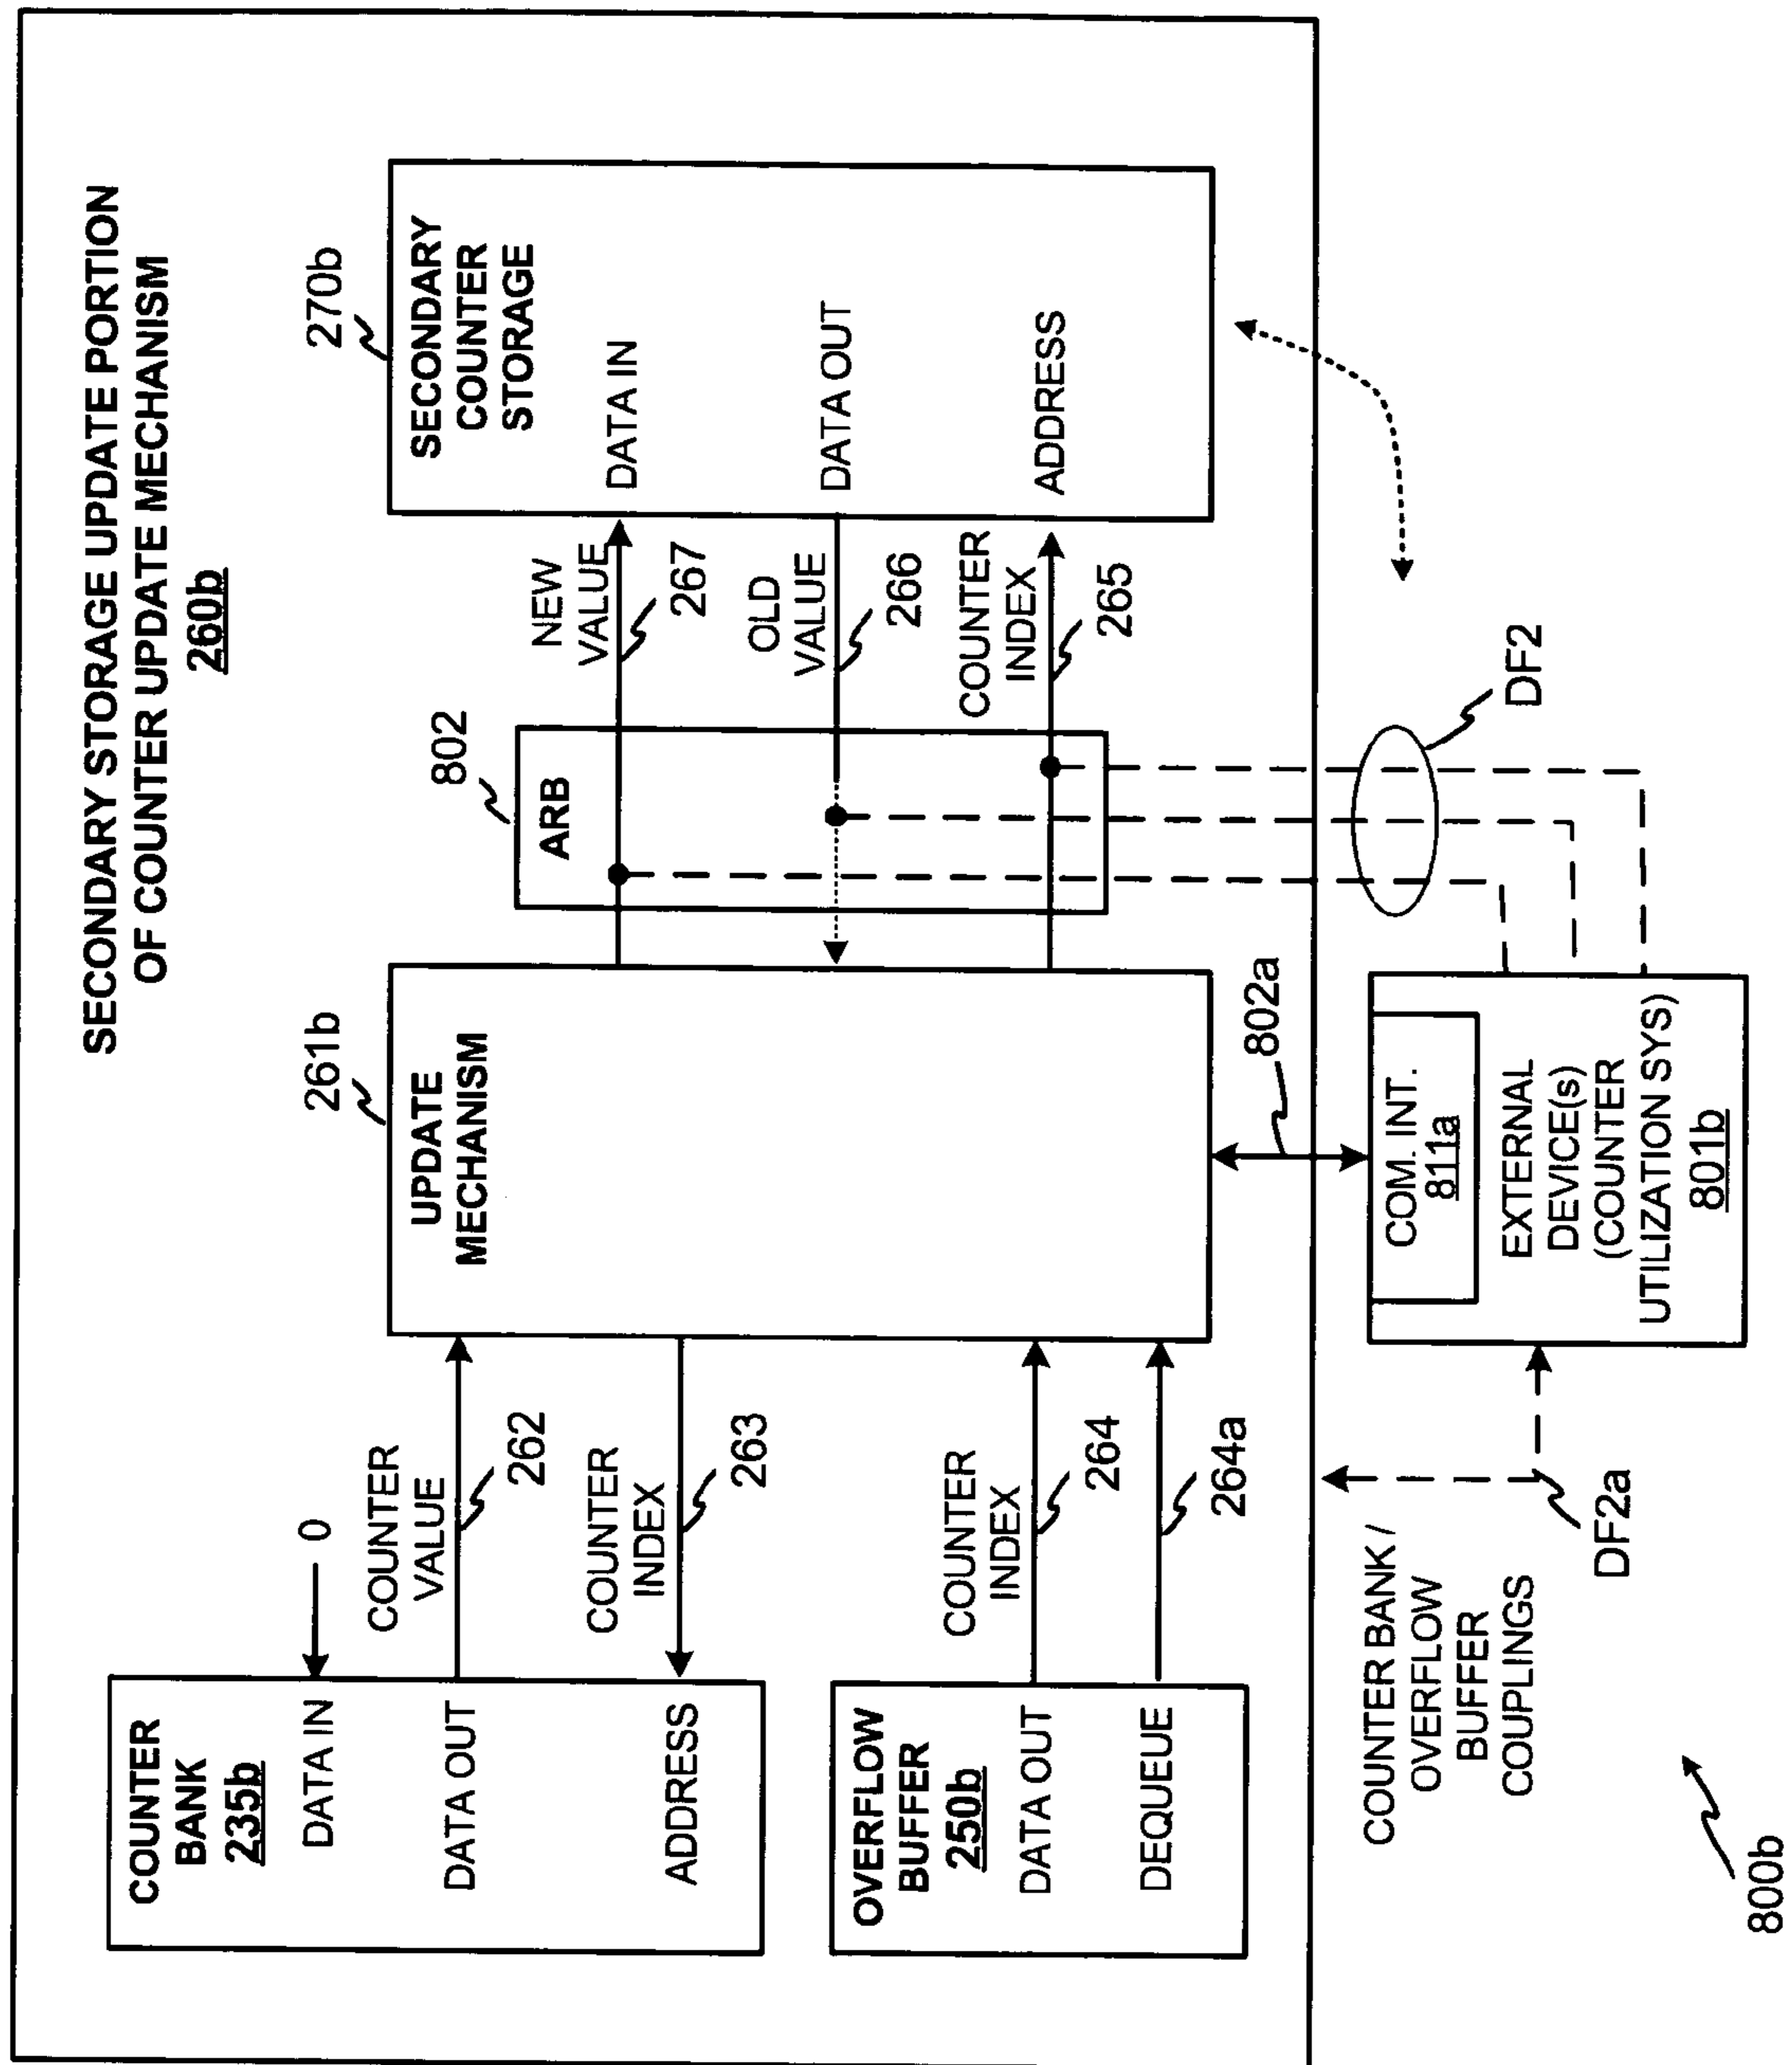 SECONDARY STORAGE UPDATE PORTION
OF COUNTER UPDATE MECHANISM
260b
COUNTER
BANK
235b
DATA IN
DATA OUT
ADDRESS
0
COUNTER
VALUE
262
COUNTER
INDEX
263
OVERFLOW
BUFFER
250b
DATA OUT
DEQUEUE
COUNTER
INDEX
264
264a
261b
UPDATE
MECHANISM
802
ARB
NEW
VALUE
267
OLD
VALUE
266
COUNTER
INDEX
265
270b
SECONDARY
COUNTER
STORAGE
DATA IN
DATA OUT
ADDRESS
802a
DF2
COM. INT.
811a
EXTERNAL
DEVICE(s)
(COUNTER
UTILIZATION SYS)
801b
COUNTER BANK /
OVERFLOW
BUFFER
COUPLINGS
DF2a
800b